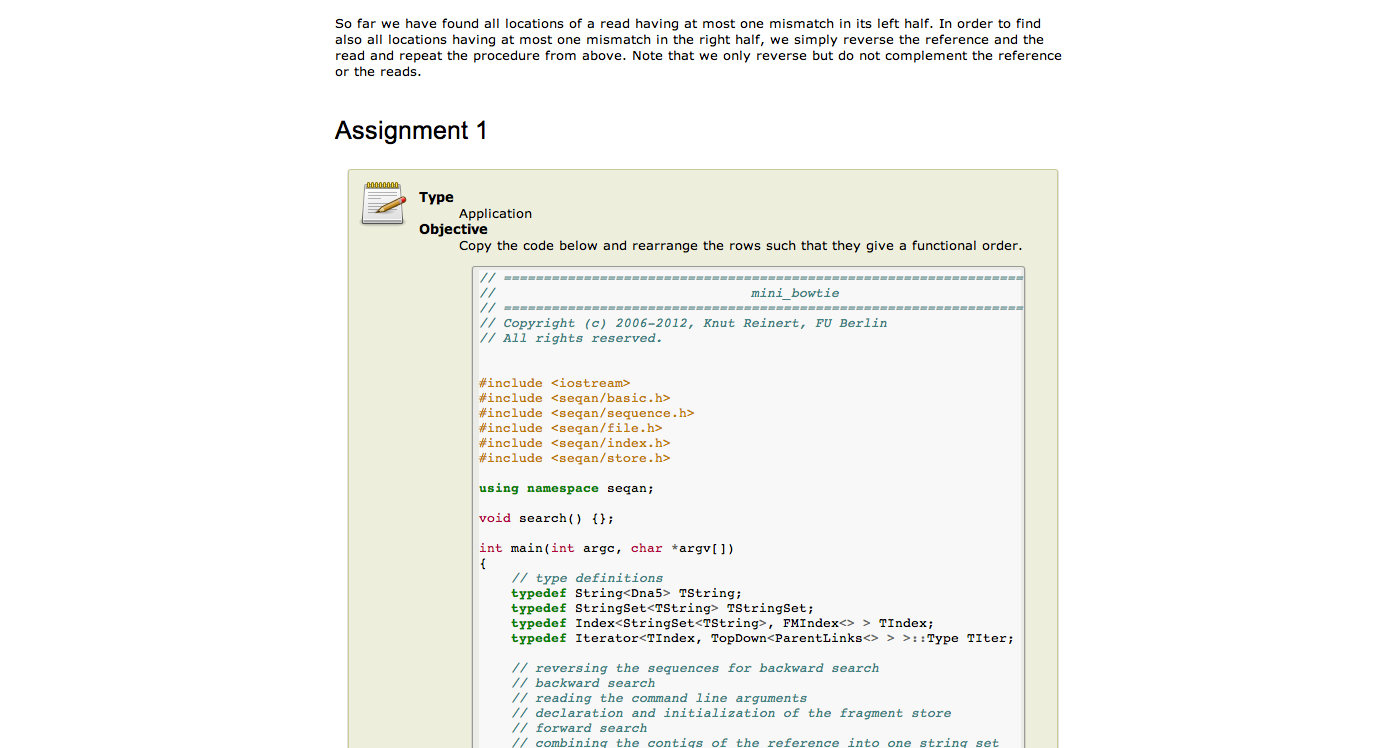 So far we have found all locations of a read having at most one mismatch in its left half. In order to find
also all locations having at most one mismatch in the right half, we simply reverse the reference and the
read and repeat the procedure from above. Note that we only reverse but do not complement the reference
or the reads.
Assignment 1
Type
Application
Objective
Copy the code below and rearrange the rows such that they give a functional order.
// ==========================================================================
// mini_bowtie
// ==========================================================================
// Copyright (c) 2006-2012, Knut Reinert, FU Berlin
// All rights reserved.
#include <iostream>
#include <seqan/basic.h>
#include <seqan/sequence.h>
#include <seqan/file.h>
#include <seqan/index.h>
#include <seqan/store.h>
using namespace seqan;
void search() {};
int main(int argc, char *argv[])
{
// type definitions
typedef String<Dna5> TString;
typedef StringSet<TString> TStringSet;
typedef Index<StringSet<TString>, FMIndex<> > TIndex;
typedef Iterator<TIndex, TopDown<ParentLinks<> > >::Type TIter;
// reversing the sequences for backward search
// backward search
// reading the command line arguments
// declaration and initialization of the fragment store
// forward search
// combining the contigs of the reference into one string set